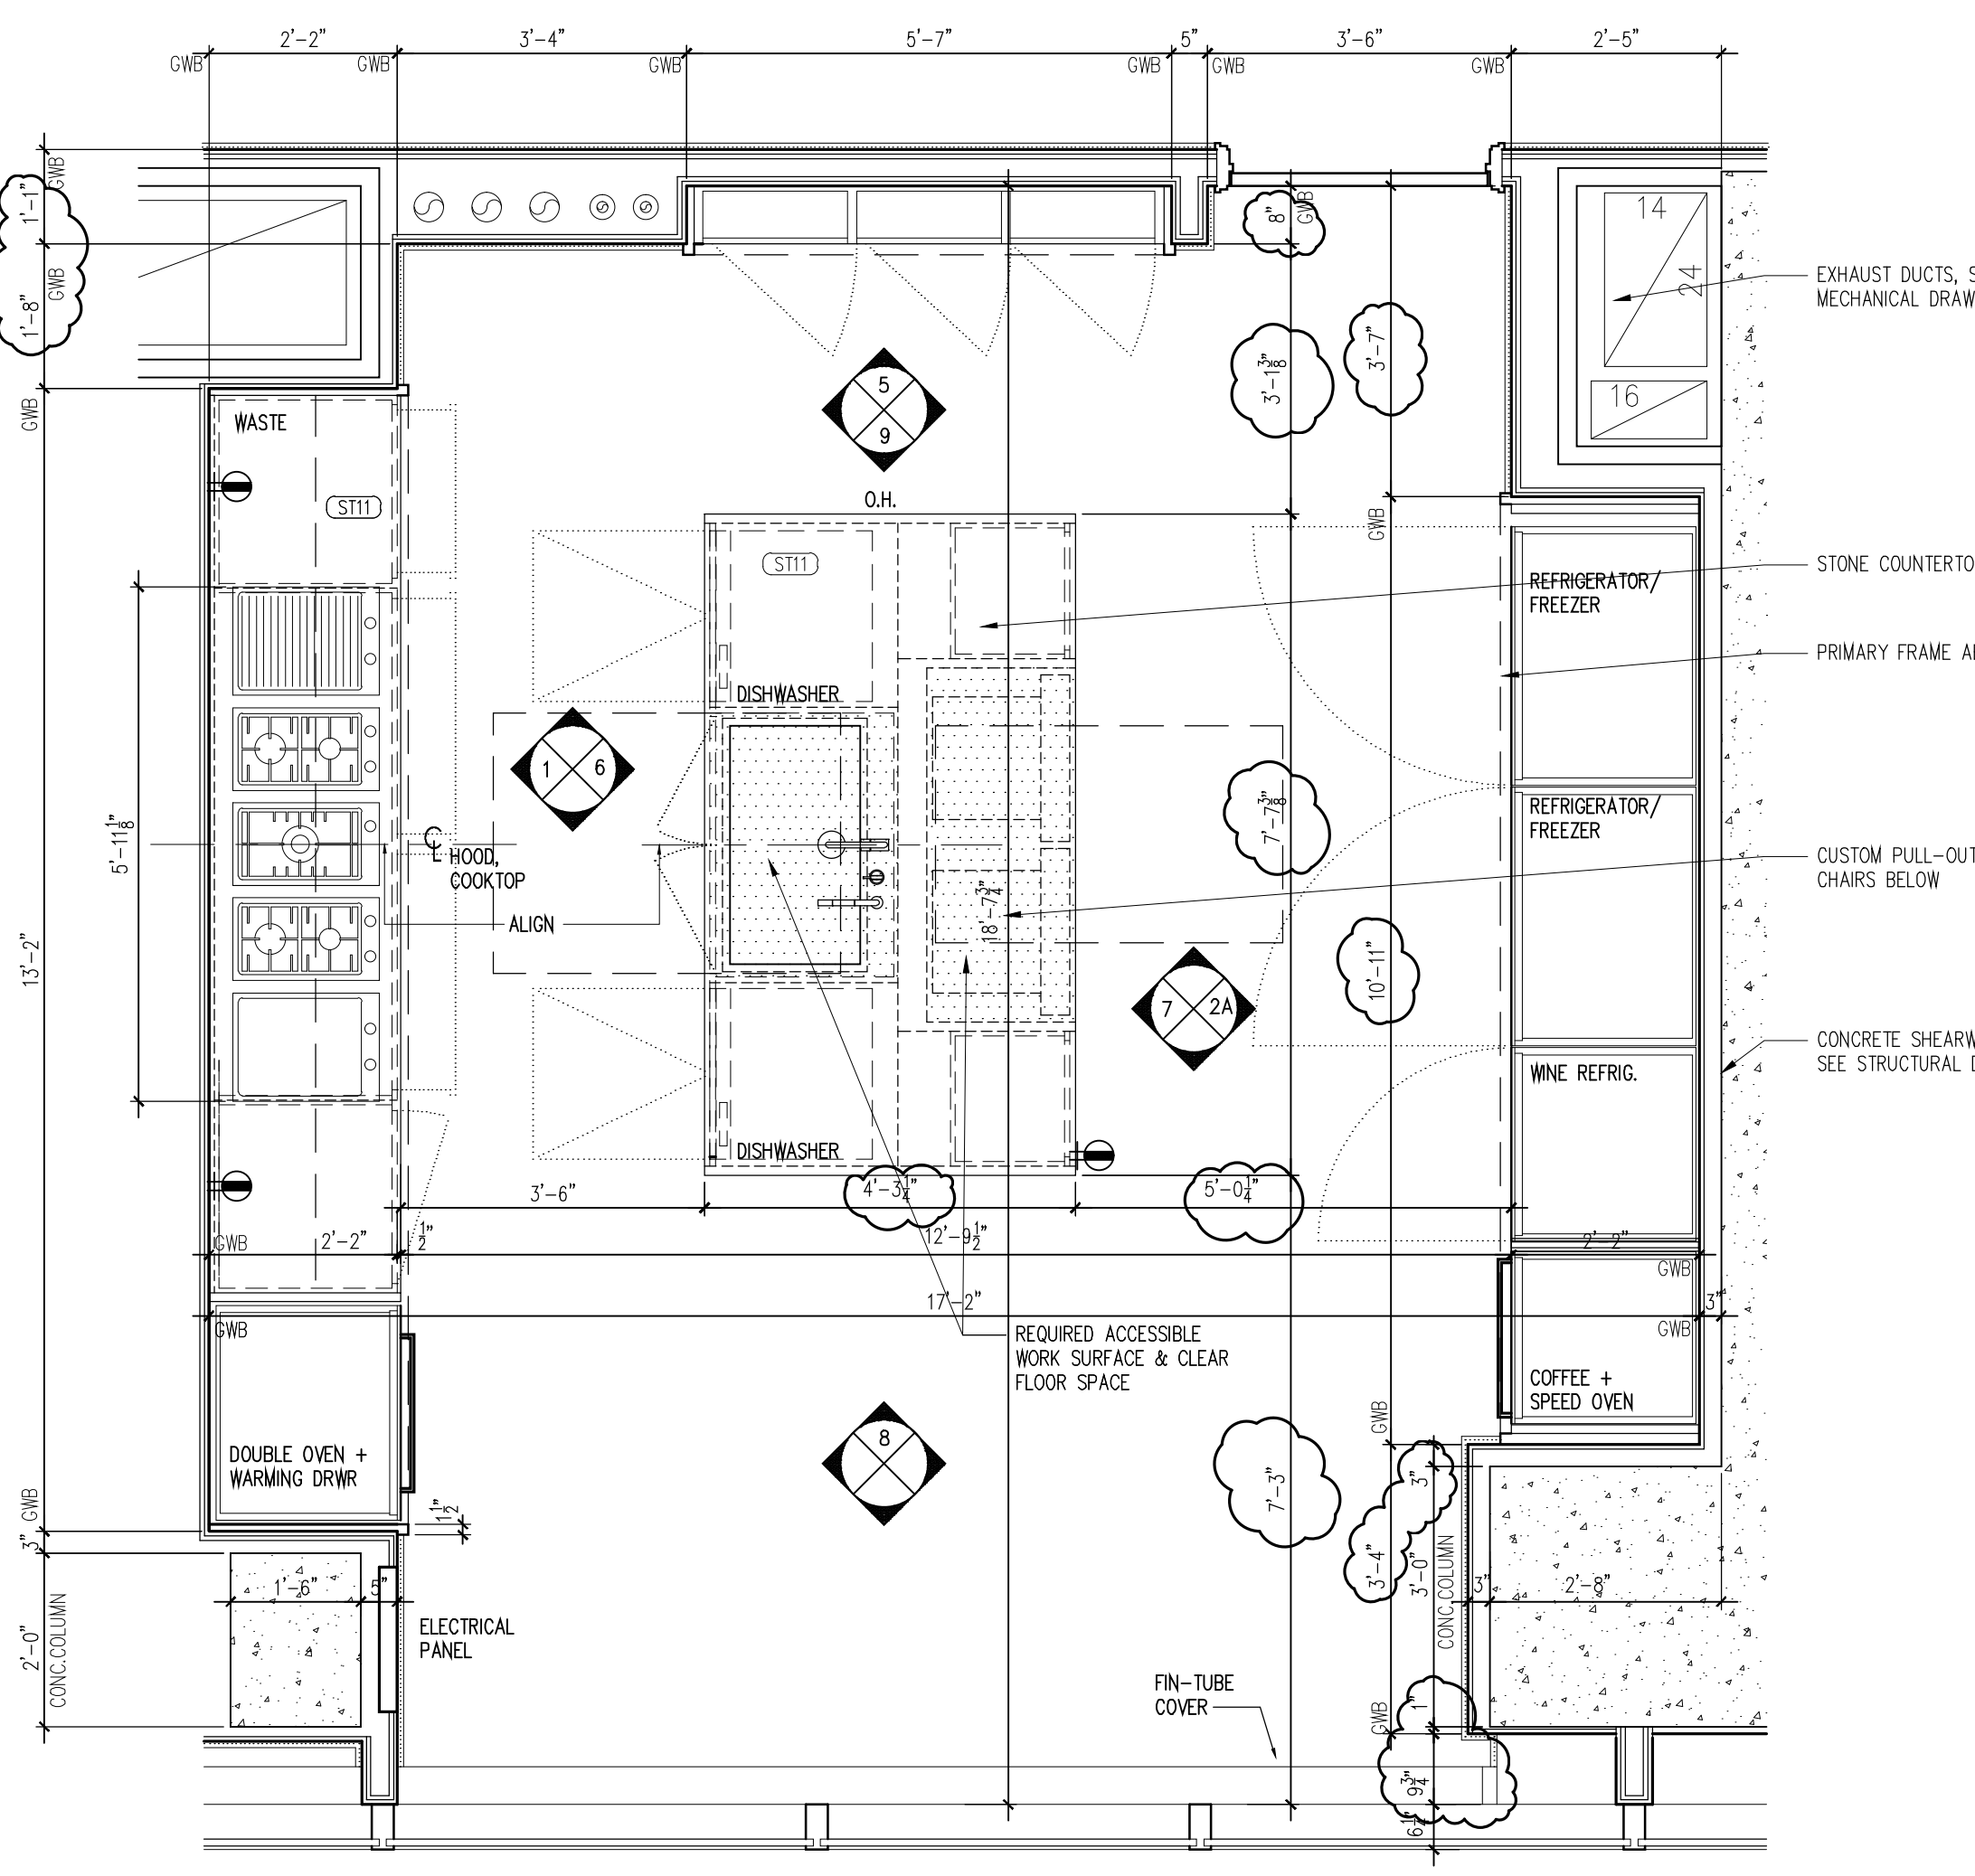 2'-2"
3'-4"
5'-7"
5"
3'-6"
2'-5"
GWB
GWB
GWB
GWB
GWB
GWB
GWB
1'-1"
GWB
1'-8"
GWB
13'-2"
3" GWB
2'-0"
CONC.COLUMN
8"
GWB
3'-1 3/8"
3'-7"
GWB
14
24
16
EXHAUST DUCTS,
MECHANICAL
WASTE
ST11
5
9
O.H.
ST11
STONE
REFRIGERATOR/
FREEZER
PRIMARY FRAME
DISHWASHER
1
6
5'-11 1/8"
REFRIGERATOR/
FREEZER
7'-7 3/8"
CL HOOD,
COOKTOP
CUSTOM
CHAIRS BELOW
ALIGN
18'-7 3/4"
10'-11"
7
2A
CONCRETE
SEE STRUCTURAL
WINE REFRIG.
DISHWASHER
3'-6"
4'-3 1/4"
5'-0 1/4"
GWB
2'-2"
1/2"
12'-9 1/2"
2'-2"
GWB
17'-2"
3"
GWB
GWB
REQUIRED ACCESSIBLE
WORK SURFACE & CLEAR
FLOOR SPACE
COFFEE +
SPEED OVEN
DOUBLE OVEN +
WARMING DRWR
8
GWB
7'-3"
3"
1 1/2"
3'-4"
3'-0"
CONC.COLUMN
1'-6"
5"
3"
2'-8"
ELECTRICAL
PANEL
FIN-TUBE
COVER
GWB
1"
9 3/4"
6 1/2"